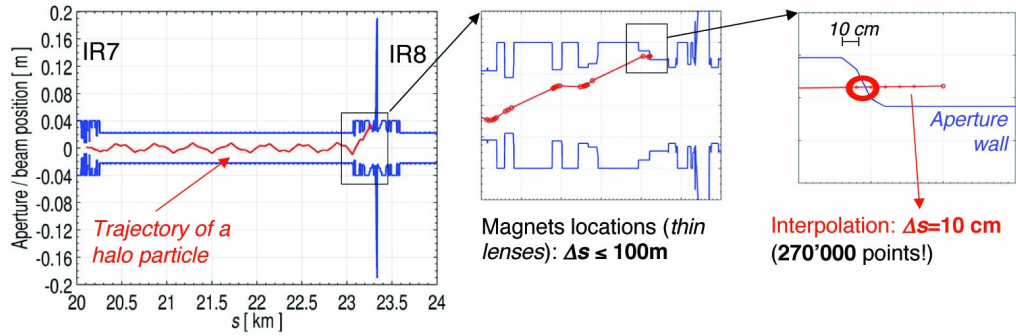 0.2
0.16
0.12
0.08
0.04
0
-0.04
-0.08
-0.12
-0.16
-0.2
Aperture / beam position [ m ]
IR7
IR8
Trajectory of a
halo particle
20 20.5 21 21.5 22 22.5 23 23.5 24
s [ km ]
Magnets locations (thin
lenses): Δs ≤ 100m
10 cm
Aperture
wall
Interpolation: Δs=10 cm
(270'000 points!)